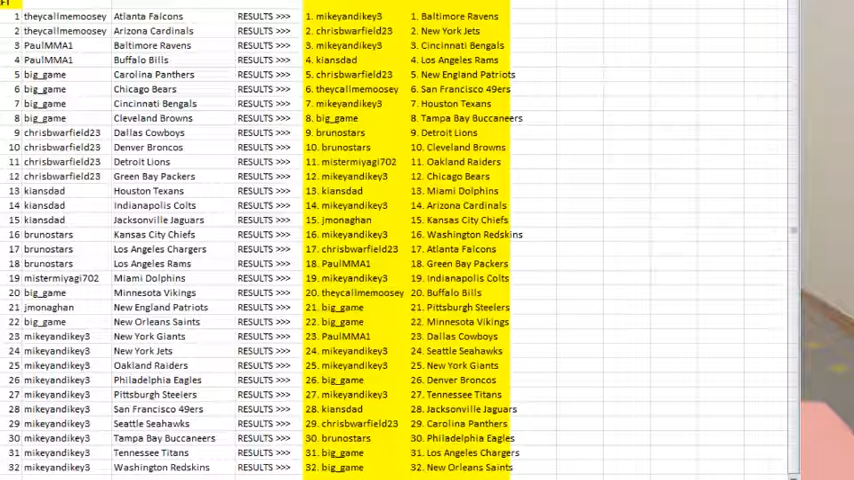 FT
1 theycallmemoosey Atlanta Falcons RESULTS >>> 1. mikeyandikey3 1. Baltimore Ravens
2 theycallmemoosey Arizona Cardinals RESULTS >>> 2. chrisbwarfield23 2. New York Jets
3 PaulMMA1 Baltimore Ravens RESULTS >>> 3. mikeyandikey3 3. Cincinnati Bengals
4 PaulMMA1 Buffalo Bills RESULTS >>> 4. kiansdad 4. Los Angeles Rams
5 big_game Carolina Panthers RESULTS >>> 5. chrisbwarfield23 5. New England Patriots
6 big_game Chicago Bears RESULTS >>> 6. theycallmemoosey 6. San Francisco 49ers
7 big_game Cincinnati Bengals RESULTS >>> 7. mikeyandikey3 7. Houston Texans
8 big_game Cleveland Browns RESULTS >>> 8. big_game 8. Tampa Bay Buccaneers
9 chrisbwarfield23 Dallas Cowboys RESULTS >>> 9. brunostars 9. Detroit Lions
10 chrisbwarfield23 Denver Broncos RESULTS >>> 10. brunostars 10. Cleveland Browns
11 chrisbwarfield23 Detroit Lions RESULTS >>> 11. mistermiyagi702 11. Oakland Raiders
12 chrisbwarfield23 Green Bay Packers RESULTS >>> 12. mikeyandikey3 12. Chicago Bears
13 kiansdad Houston Texans RESULTS >>> 13. kiansdad 13. Miami Dolphins
14 kiansdad Indianapolis Colts RESULTS >>> 14. mikeyandikey3 14. Arizona Cardinals
15 kiansdad Jacksonville Jaguars RESULTS >>> 15. jmonaghan 15. Kansas City Chiefs
16 brunostars Kansas City Chiefs RESULTS >>> 16. mikeyandikey3 16. Washington Redskins
17 brunostars Los Angeles Chargers RESULTS >>> 17. chrisbwarfield23 17. Atlanta Falcons
18 brunostars Los Angeles Rams RESULTS >>> 18. PaulMMA1 18. Green Bay Packers
19 mistermiyagi702 Miami Dolphins RESULTS >>> 19. mikeyandikey3 19. Indianapolis Colts
20 big_game Minnesota Vikings RESULTS >>> 20. theycallmemoosey 20. Buffalo Bills
21 jmonaghan New England Patriots RESULTS >>> 21. big_game 21. Pittsburgh Steelers
22 big_game New Orleans Saints RESULTS >>> 22. big_game 22. Minnesota Vikings
23 mikeyandikey3 New York Giants RESULTS >>> 23. PaulMMA1 23. Dallas Cowboys
24 mikeyandikey3 New York Jets RESULTS >>> 24. mikeyandikey3 24. Seattle Seahawks
25 mikeyandikey3 Oakland Raiders RESULTS >>> 25. mikeyandikey3 25. New York Giants
26 mikeyandikey3 Philadelphia Eagles RESULTS >>> 26. big_game 26. Denver Broncos
27 mikeyandikey3 Pittsburgh Steelers RESULTS >>> 27. mikeyandikey3 27. Tennessee Titans
28 mikeyandikey3 San Francisco 49ers RESULTS >>> 28. kiansdad 28. Jacksonville Jaguars
29 mikeyandikey3 Seattle Seahawks RESULTS >>> 29. chrisbwarfield23 29. Carolina Panthers
30 mikeyandikey3 Tampa Bay Buccaneers RESULTS >>> 30. brunostars 30. Philadelphia Eagles
31 mikeyandikey3 Tennessee Titans RESULTS >>> 31. big_game 31. Los Angeles Chargers
32 mikeyandikey3 Washington Redskins RESULTS >>> 32. big_game 32. New Orleans Saints